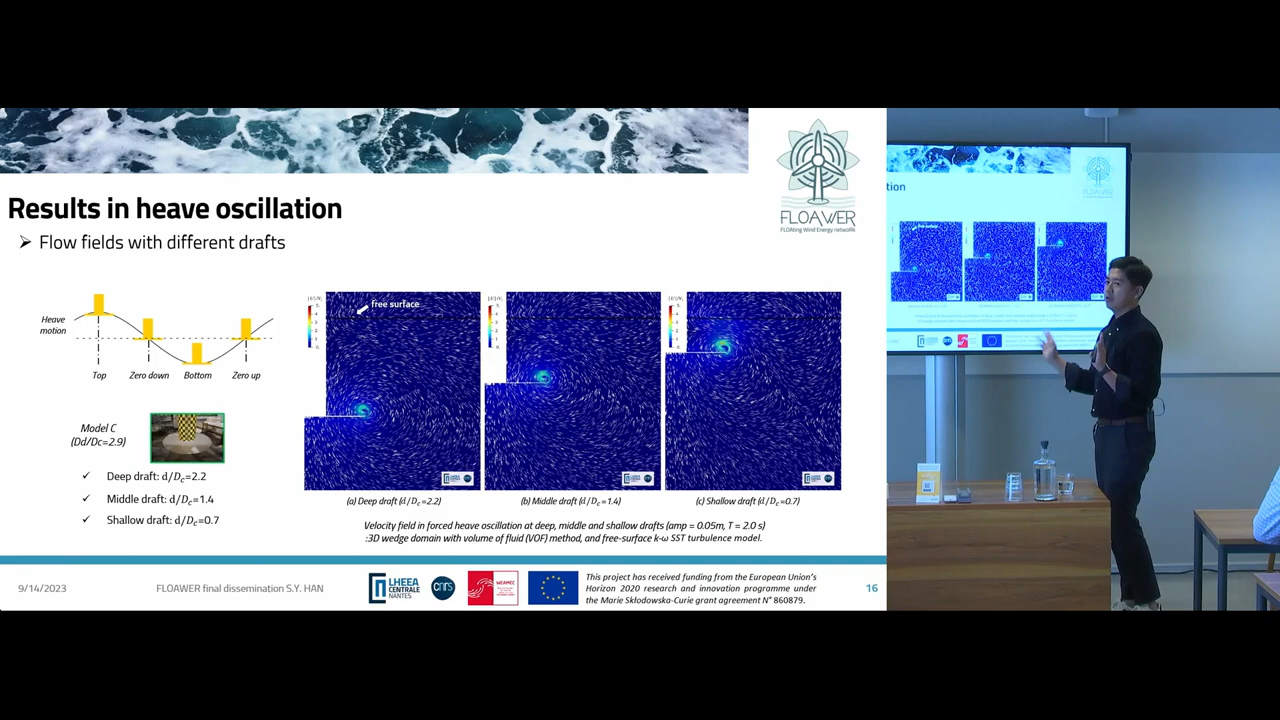 FLOAWER
FLOAting Wind Energy netwoRk
Results in heave oscillation
➢ Flow fields with different drafts
Heave
motion
Top
Zero down
Bottom
Zero up
Model C
(Dd/Dc=2.9)
✓ Deep draft: d/Dc=2.2
✓ Middle draft: d/Dc=1.4
✓ Shallow draft: d/Dc=0.7
free surface
(a) Deep draft (d/Dc=2.2)
(b) Middle draft (d/Dc=1.4)
(c) Shallow draft (d/Dc=0.7)
Velocity field in forced heave oscillation at deep, middle and shallow drafts (amp = 0.05m, T = 2.0 s)
:3D wedge domain with volume of fluid (VOF) method, and free-surface k-ω SST turbulence model.
9/14/2023
FLOAWER final dissemination S.Y. HAN
LHEEA
CENTRALE
NANTES
cnrs
WEAMEC
This project has received funding from the European Union's
Horizon 2020 research and innovation programme under
the Marie Skłodowska-Curie grant agreement N° 860879.
16
tion